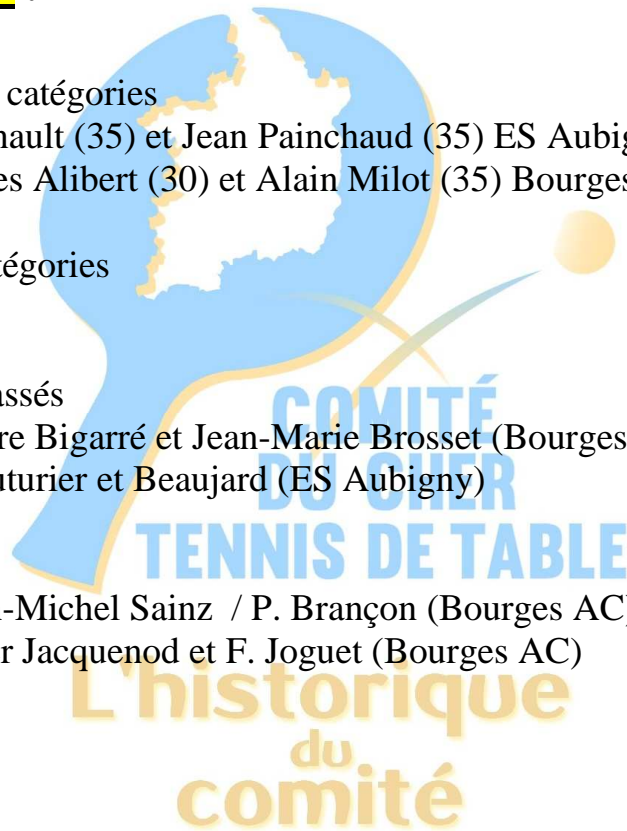 catégories
nault (35) et Jean Painchaud (35) ES Aubig
es Alibert (30) et Alain Milot (35) Bourges
tégories
assés
re Bigarré et Jean-Marie Brosset (Bourges
uturier et Beaujard (ES Aubigny)
COMITÉ
DU CHER
TENNIS DE TABLE
-Michel Sainz / P. Brançon (Bourges AC)
r Jacquenod et F. Joguet (Bourges AC)
L'historique
du
comité